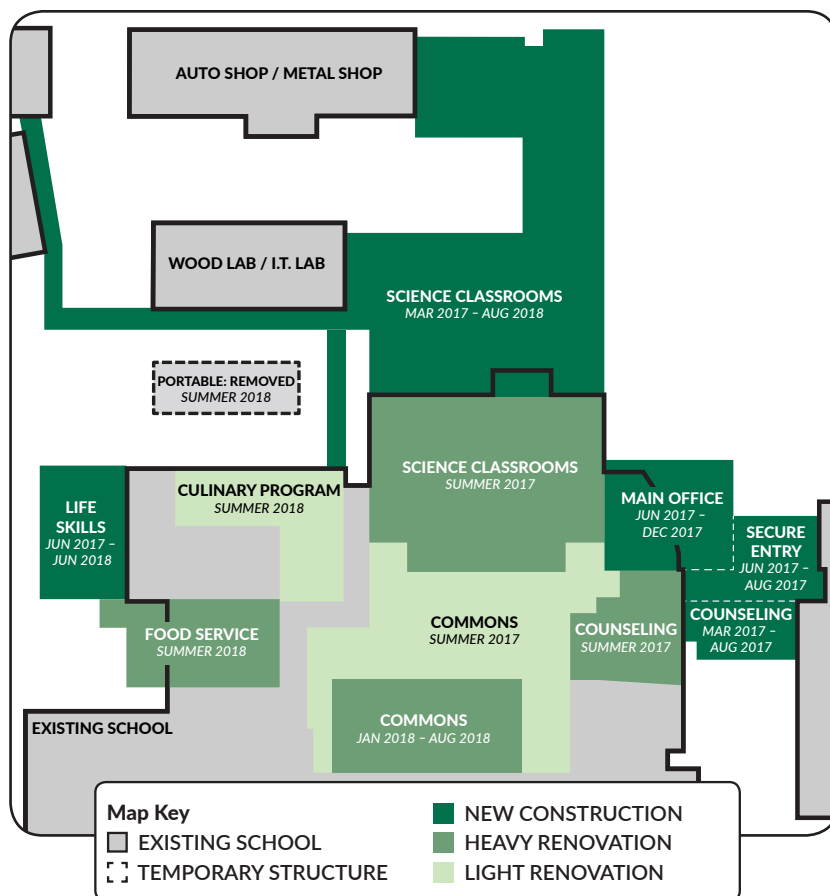 AUTO SHOP / METAL SHOP
WOOD LAB / I.T. LAB
SCIENCE CLASSROOMS
MAR 2017 – AUG 2018
PORTABLE: REMOVED
SUMMER 2018
SCIENCE CLASSROOMS
SUMMER 2017
CULINARY PROGRAM
SUMMER 2018
LIFE
SKILLS
JUN 2017 –
JUN 2018
MAIN OFFICE
JUN 2017 –
DEC 2017
SECURE
ENTRY
JUN 2017 –
AUG 2017
FOOD SERVICE
SUMMER 2018
COMMONS
SUMMER 2017
COUNSELING
SUMMER 2017
COUNSELING
MAR 2017 –
AUG 2017
EXISTING SCHOOL
COMMONS
JAN 2018 – AUG 2018
Map Key
EXISTING SCHOOL
TEMPORARY STRUCTURE
NEW CONSTRUCTION
HEAVY RENOVATION
LIGHT RENOVATION